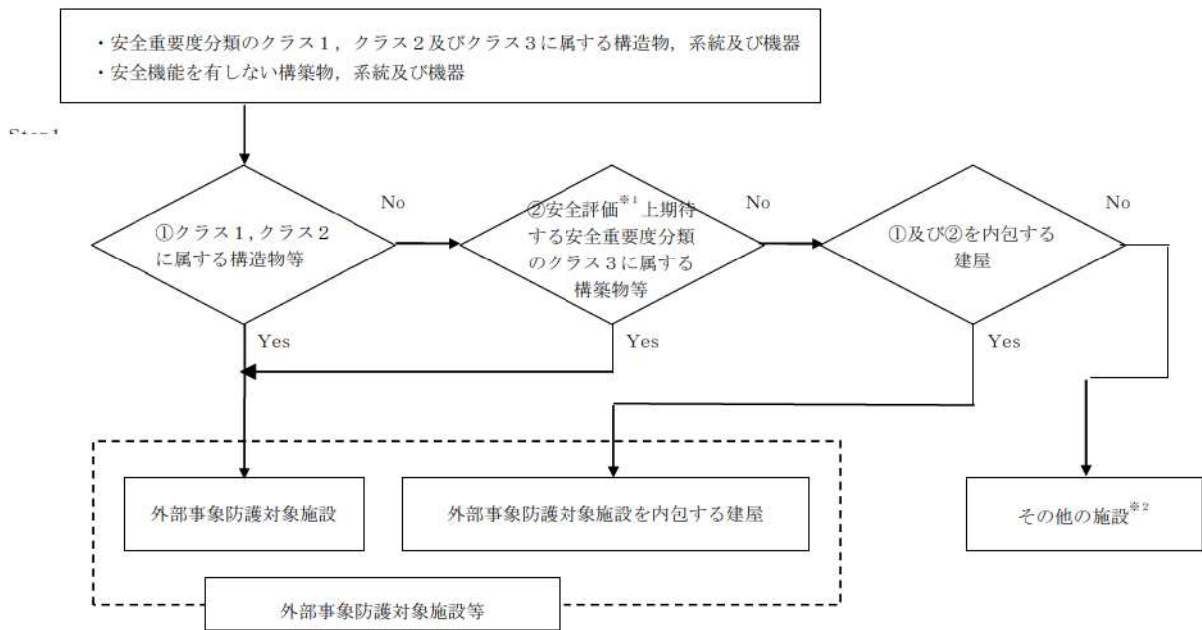 ・安全重要度分類のクラス１，クラス２及びクラス３に属する構造物，系統及び機器
・安全機能を有しない構築物，系統及び機器
No
No
No
①クラス１，クラス２
に属する構造物等
②安全評価※1上期待
する安全重要度分類
のクラス３に属する
構築物等
①及び②を内包する
建屋
Yes
Yes
Yes
外部事象防護対象施設
外部事象防護対象施設を内包する建屋
その他の施設※2
外部事象防護対象施設等